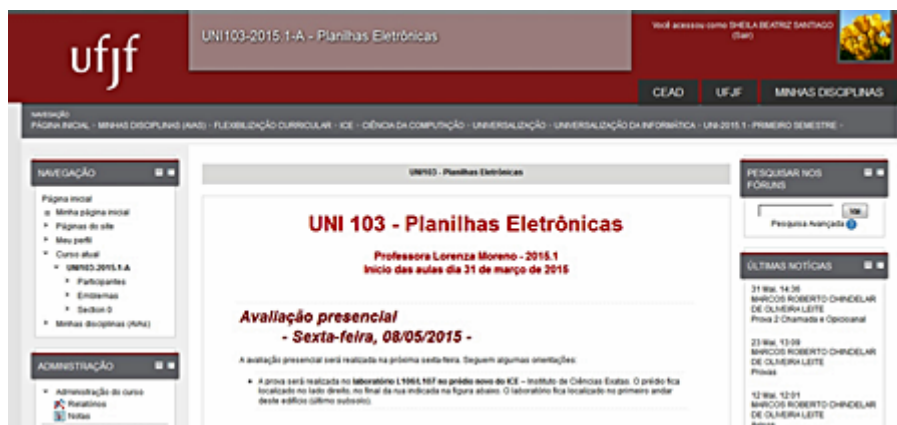 ufjf
UNI103-2015.1-A - Planilhas Eletrônicas
Você acessou como SHEILA BEATRIZ SANTIAGO
(Sair)
CEAD UFJF MINHAS DISCIPLINAS
NAVEGAÇÃO
PÁGINA INICIAL - MINHAS DISCIPLINAS (AVAS) - FLEXIBILIZAÇÃO CURRICULAR - ICE - CIÊNCIA DA COMPUTAÇÃO - UNIVERSALIZAÇÃO - UNIVERSALIZAÇÃO DA INFORMÁTICA - UNI-2015.1 - PRIMEIRO SEMESTRE -
NAVEGAÇÃO
Página inicial
Minha página inicial
Páginas do site
Meu perfil
Curso atual
UNI103-2015.1-A
Participantes
Emblemas
Section 0
Minhas disciplinas (AVAs)
ADMINISTRAÇÃO
Administração do curso
Relatórios
Notas
UNI103 - Planilhas Eletrônicas
UNI 103 - Planilhas Eletrônicas
Professora Lorenza Moreno - 2015.1
Início das aulas dia 31 de março de 2015
Avaliação presencial
- Sexta-feira, 08/05/2015 -
A avaliação presencial será realizada na próxima sexta-feira. Seguem algumas orientações:
A prova será realizada no laboratório L106/L107 no prédio novo do ICE – Instituto de Ciências Exatas. O prédio fica
localizado no lado direito, no final da rua indicada na figura abaixo. O laboratório fica localizado no primeiro andar
deste edifício (último subsolo).
PESQUISAR NOS
FÓRUNS
Pesquisa Avançada
ÚLTIMAS NOTÍCIAS
31 Mai, 14:36
MARCOS ROBERTO CHINDELAR
DE OLIVEIRA LEITE
Prova 2 Chamada e Opicioanal
23 Mai, 13:09
MARCOS ROBERTO CHINDELAR
DE OLIVEIRA LEITE
Provas
12 Mai, 12:01
MARCOS ROBERTO CHINDELAR
DE OLIVEIRA LEITE